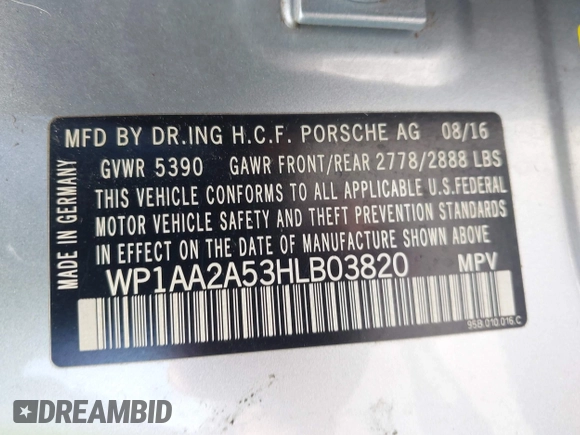 MFD BY DR.ING H.C.F. PORSCHE AG 08/16
GVWR 5390 GAWR FRONT/REAR 2778/2888 LBS
THIS VEHICLE CONFORMS TO ALL APPLICABLE U.S.FEDERAL
MOTOR VEHICLE SAFETY AND THEFT PREVENTION STANDARDS
IN EFFECT ON THE DATE OF MANUFACTURE SHOWN ABOVE.
WP1AA2A53HLB03820 MPV
95B.010.016.C
MADE IN GERMANY
DREAMBID